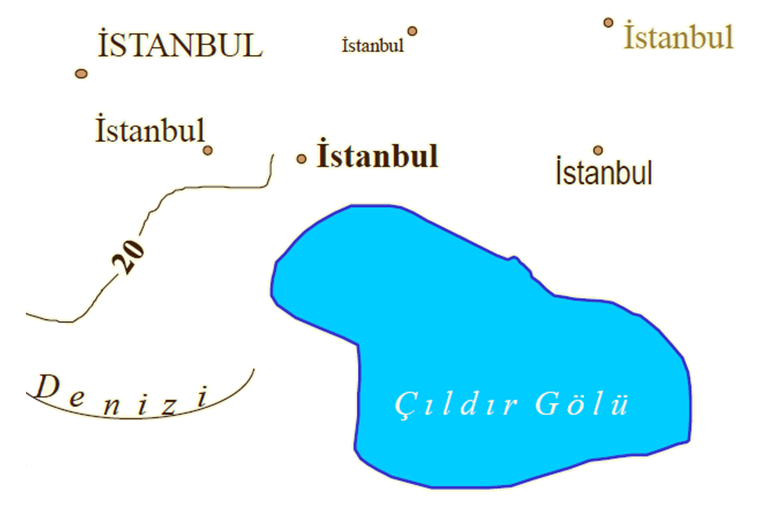 İSTANBUL
İstanbul
İstanbul
İstanbul
İstanbul
İstanbul
20
Denizi
Çıldır Gölü